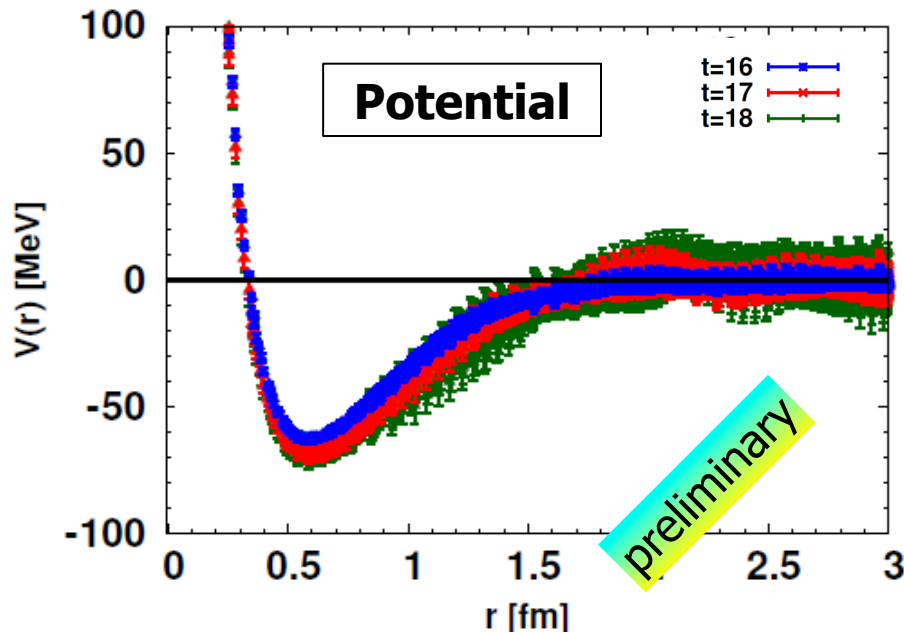 Potential
t=16
t=17
t=18
V(r) [MeV]
100
50
0
-50
-100
preliminary
0 0.5 1 1.5 2 2.5 3
r [fm]